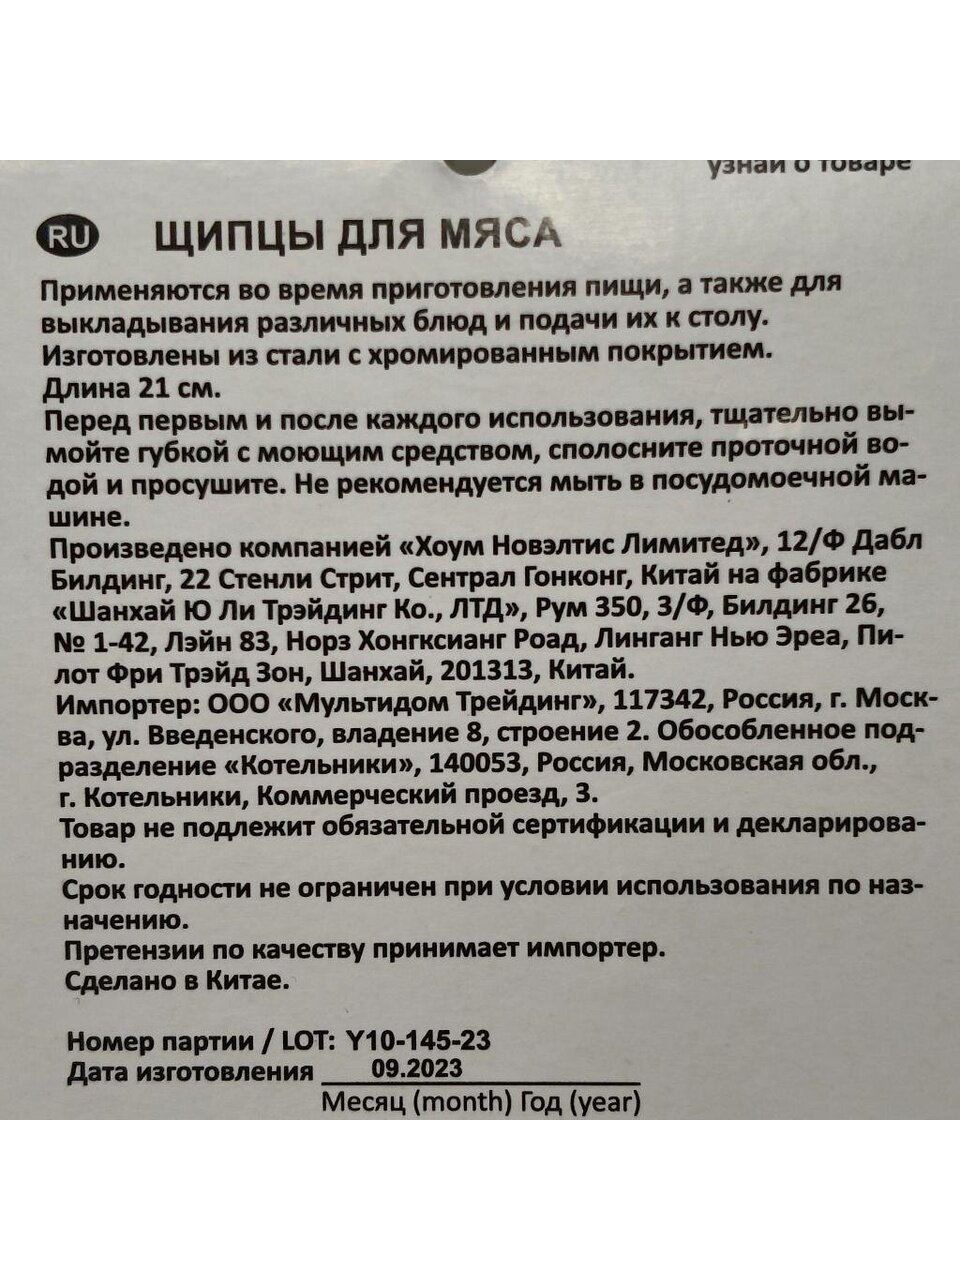 узнай о товаре
RU ЩИПЦЫ ДЛЯ МЯСА
Применяются во время приготовления пищи, а также для
выкладывания различных блюд и подачи их к столу.
Изготовлены из стали с хромированным покрытием.
Длина 21 см.
Перед первым и после каждого использования, тщательно вы-
мойте губкой с моющим средством, сполосните проточной во-
дой и просушите. Не рекомендуется мыть в посудомоечной ма-
шине.
Произведено компанией «Хоум Новэлтис Лимитед», 12/Ф Дабл
Билдинг, 22 Стенли Стрит, Сентрал Гонконг, Китай на фабрике
«Шанхай Ю Ли Трэйдинг Ко., ЛТД», Рум 350, 3/Ф, Билдинг 26,
№ 1-42, Лэйн 83, Норз Хонгксианг Роад, Линганг Нью Эреа, Пи-
лот Фри Трэйд Зон, Шанхай, 201313, Китай.
Импортер: ООО «Мультидом Трейдинг», 117342, Россия, г. Моск-
ва, ул. Введенского, владение 8, строение 2. Обособленное под-
разделение «Котельники», 140053, Россия, Московская обл.,
г. Котельники, Коммерческий проезд, 3.
Товар не подлежит обязательной сертификации и декларирова-
нию.
Срок годности не ограничен при условии использования по наз-
начению.
Претензии по качеству принимает импортер.
Сделано в Китае.
Номер партии / LOT: Y10-145-23
Дата изготовления 09.2023
Месяц (month) Год (year)